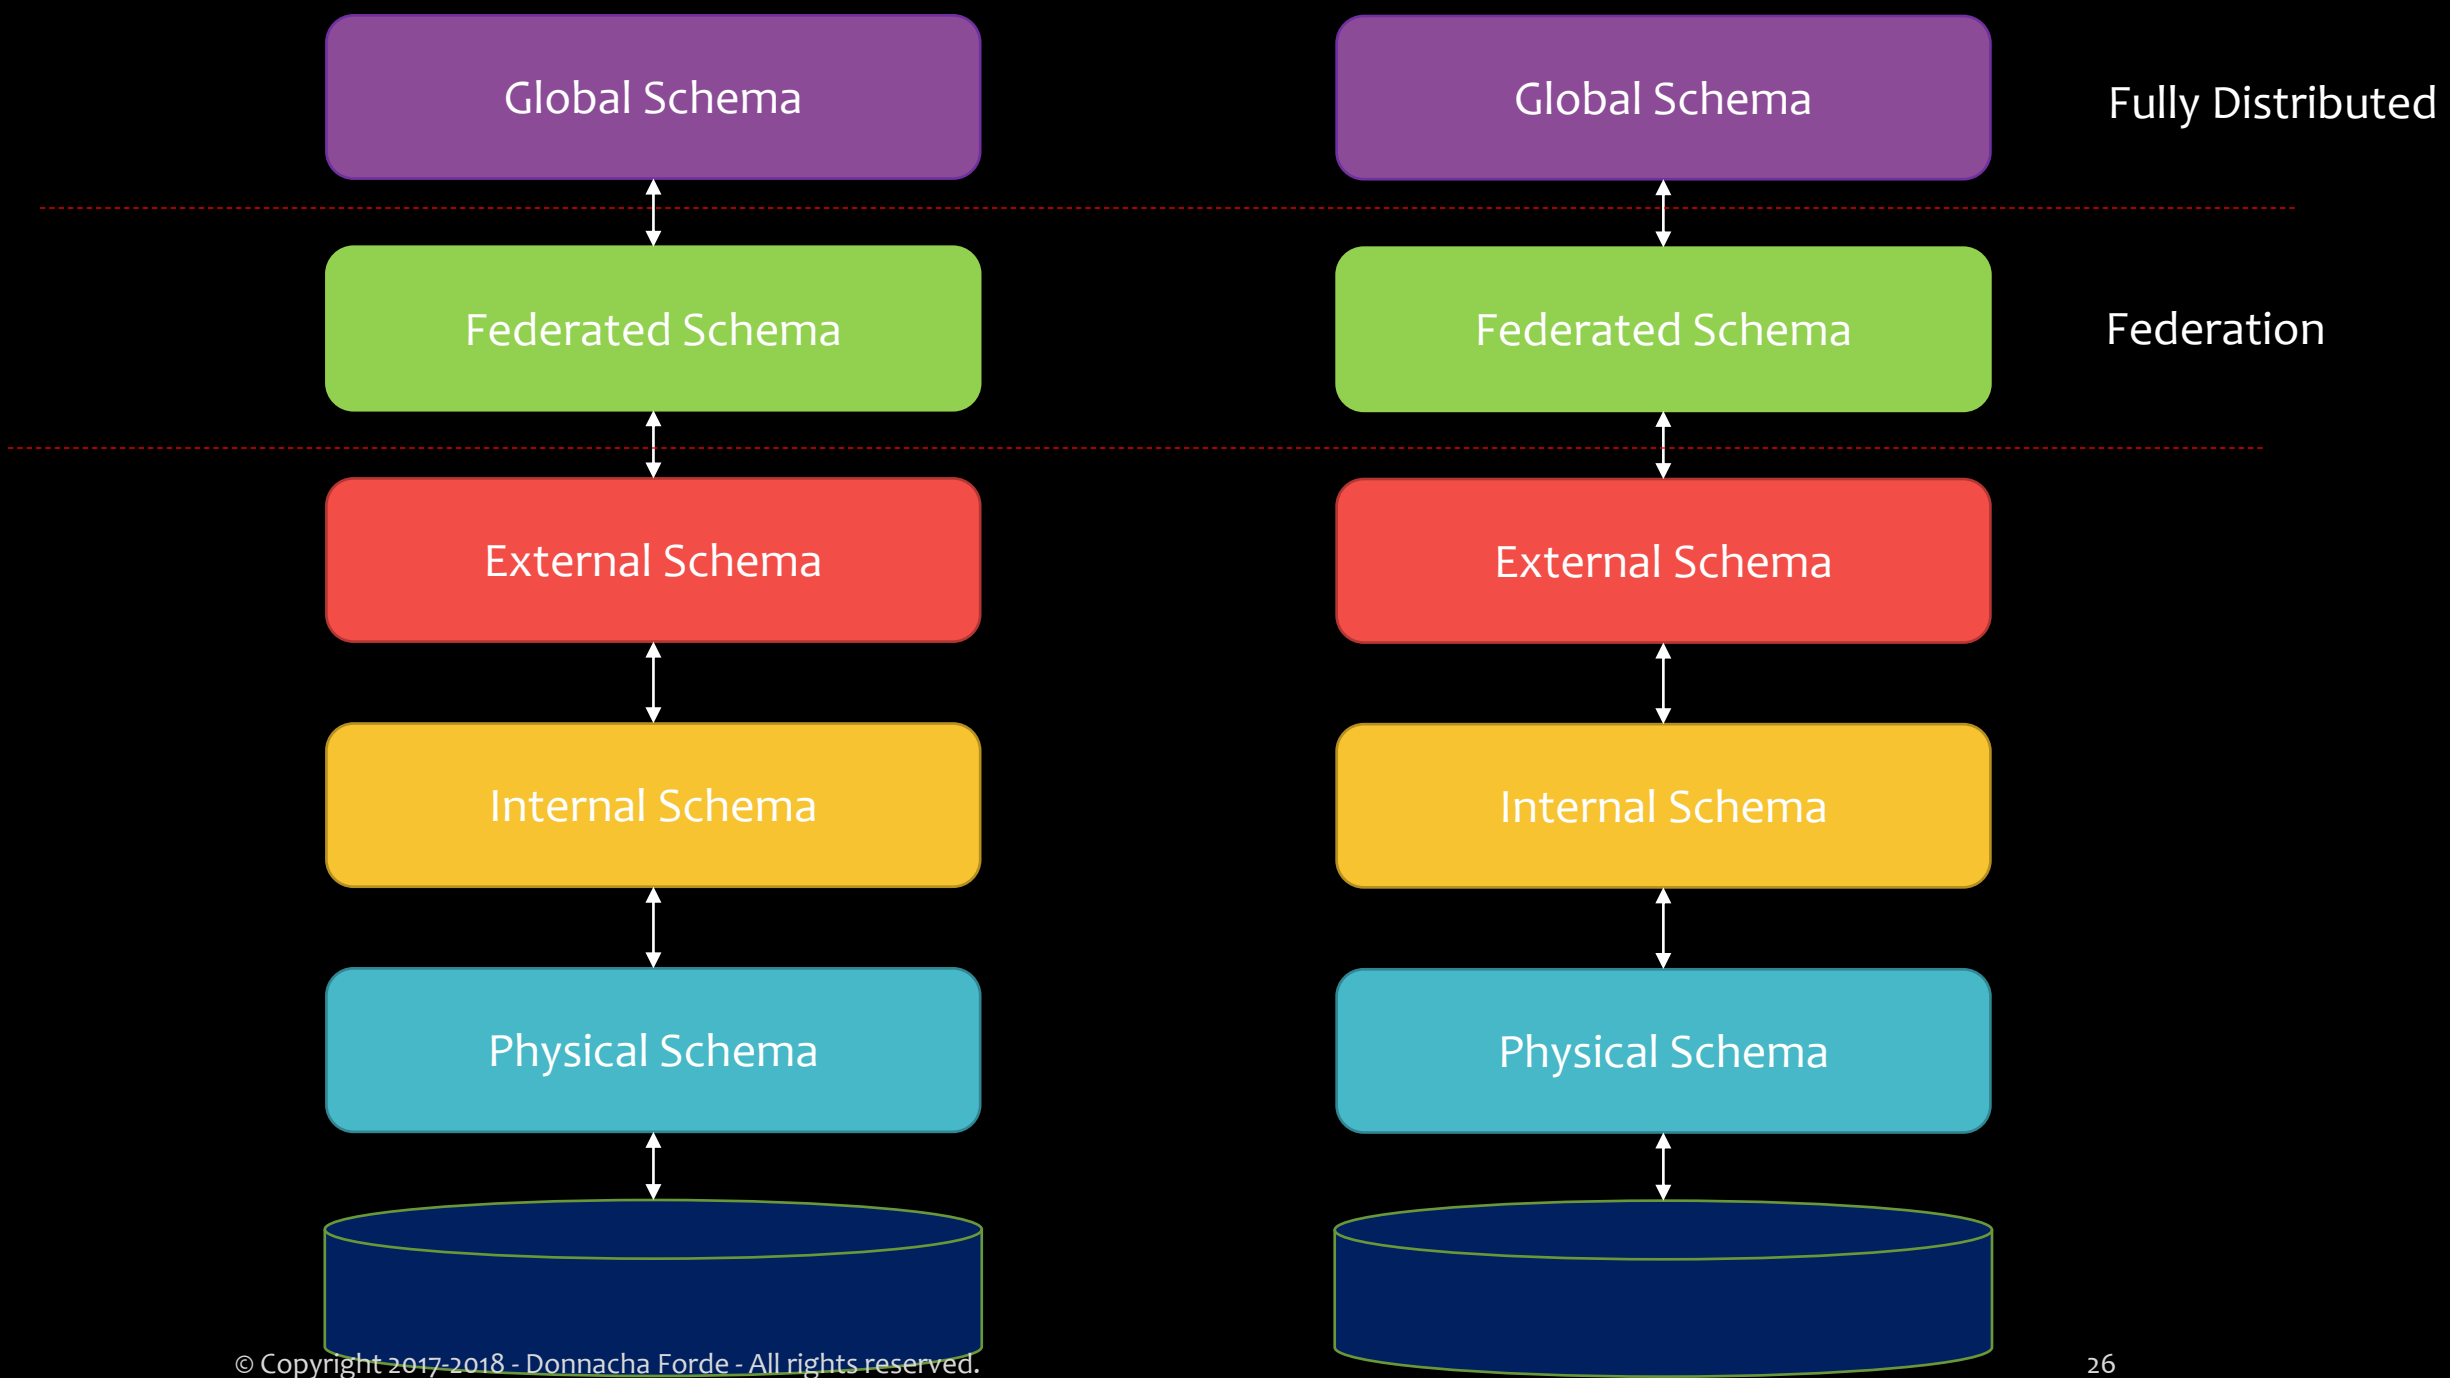 Global Schema
Global Schema
Fully Distributed
Federated Schema
Federated Schema
Federation
External Schema
External Schema
Internal Schema
Internal Schema
Physical Schema
Physical Schema
© Copyright 2017-2018 - Donnacha Forde - All rights reserved.
26